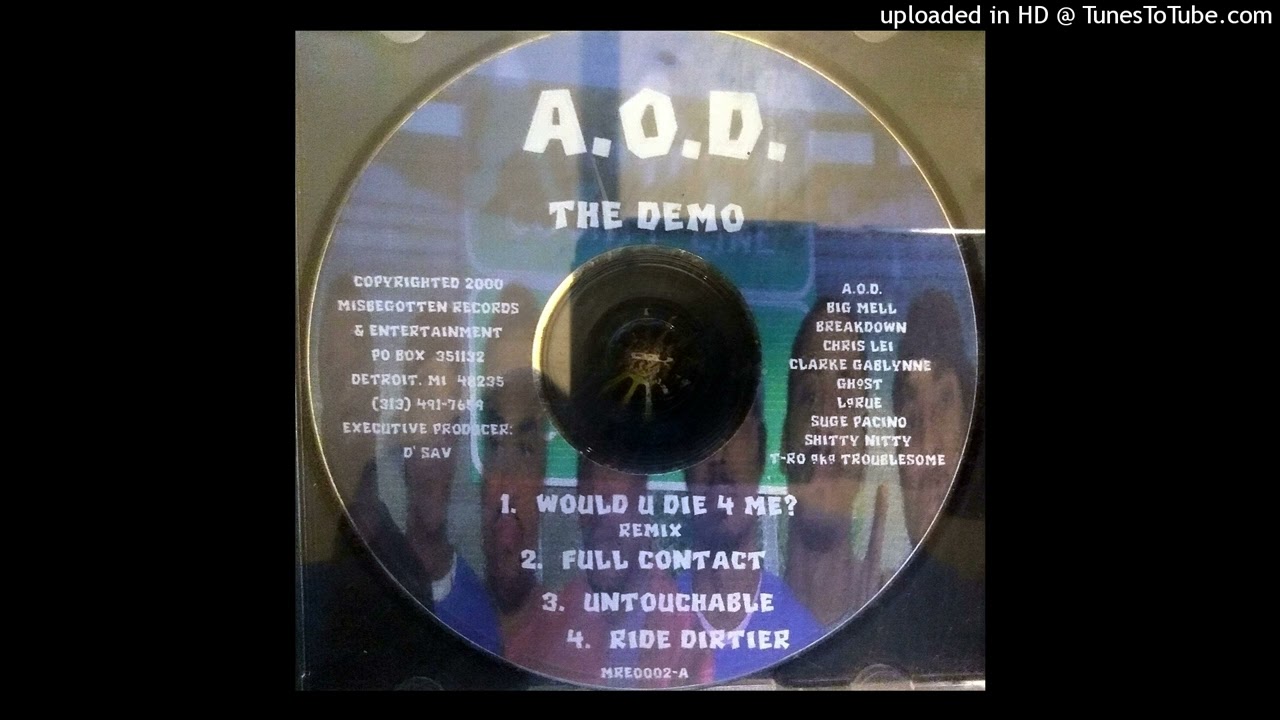 uploaded in HD @ TunesToTube.com
A.O.D.
THE DEMO
COPYRIGHTED 2000
MISBEGOTTEN RECORDS
& ENTERTAINMENT
PO BOX 351132
DETROIT. MI 48235
(313) 491-
EXECUTIVE PRODUCER:
D' SAV
A.O.D.
BIG MELL
BREAKDOWN
CHRIS LEI
CLARKE GABLYNNE
GHOST
LARUE
SUGE PACINO
SHITTY NITTY
T-RO aka TROUBLESOME
1. WOULD U DIE 4 ME?
REMIX
2. FULL CONTACT
3. UNTOUCHABLE
4. RIDE DIRTIER
MRE0002-A